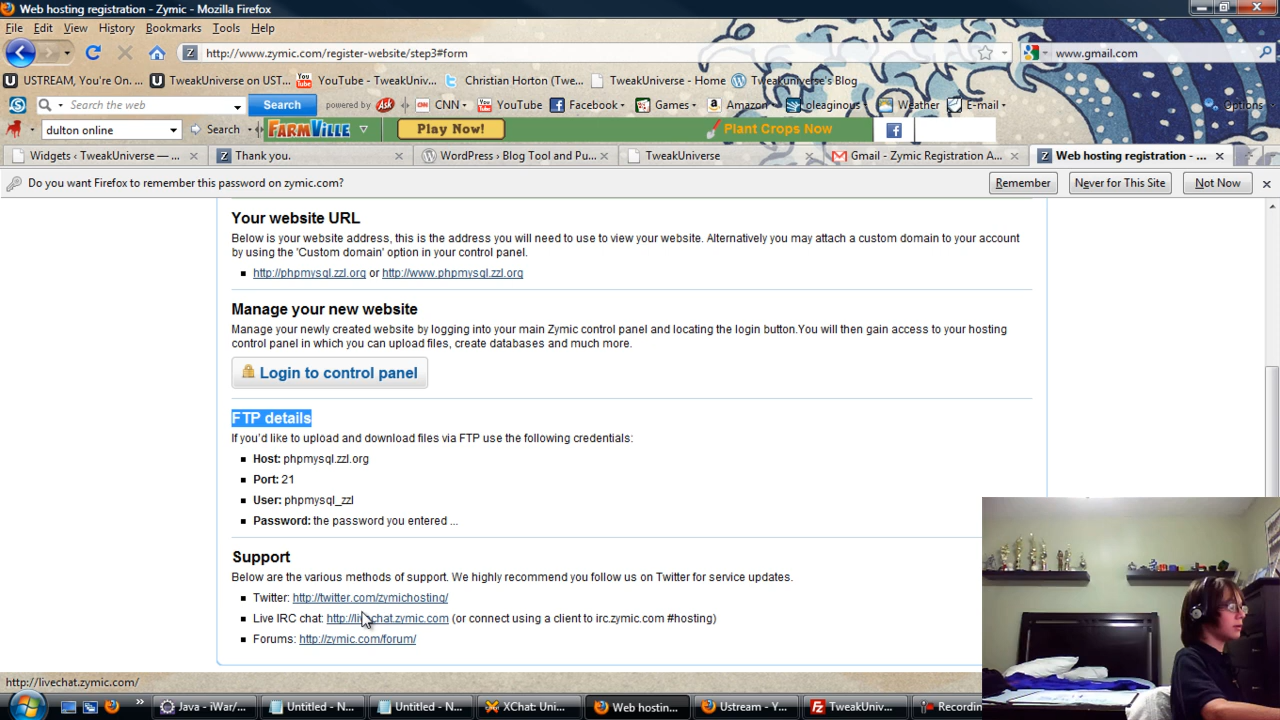 Web hosting registration - Zymic - Mozilla Firefox
File Edit View History Bookmarks Tools Help
http://www.zymic.com/register-website/step3#form
www.gmail.com
USTREAM, You're On. ... TweakUniverse on UST... YouTube - TweakUniv... Christian Horton (Twe... TweakUniverse - Home Tweakuniverse's Blog
Search the web Search powered by Ask CNN YouTube Facebook Games Amazon oleaginous Weather E-mail Options
dulton online Search FARMVILLE Play Now! Plant Crops Now
Widgets ‹ TweakUniverse — ... Thank you. WordPress › Blog Tool and Pu... TweakUniverse Gmail - Zymic Registration A... Web hosting registration - ...
Do you want Firefox to remember this password on zymic.com? Remember Never for This Site Not Now
Your website URL
Below is your website address, this is the address you will need to use to view your website. Alternatively you may attach a custom domain to your account
by using the 'Custom domain' option in your control panel.
http://phpmysql.zzl.org or http://www.phpmysql.zzl.org
Manage your new website
Manage your newly created website by logging into your main Zymic control panel and locating the login button.You will then gain access to your hosting
control panel in which you can upload files, create databases and much more.
Login to control panel
FTP details
If you'd like to upload and download files via FTP use the following credentials:
Host: phpmysql.zzl.org
Port: 21
User: phpmysql_zzl
Password: the password you entered ...
Support
Below are the various methods of support. We highly recommend you follow us on Twitter for service updates.
Twitter: http://twitter.com/zymichosting/
Live IRC chat: http://livechat.zymic.com (or connect using a client to irc.zymic.com #hosting)
Forums: http://zymic.com/forum/
http://livechat.zymic.com/
Java - iWar/... Untitled - N... Untitled - N... XChat: Uni... Web hostin... Ustream - Y... TweakUniv... Recordin